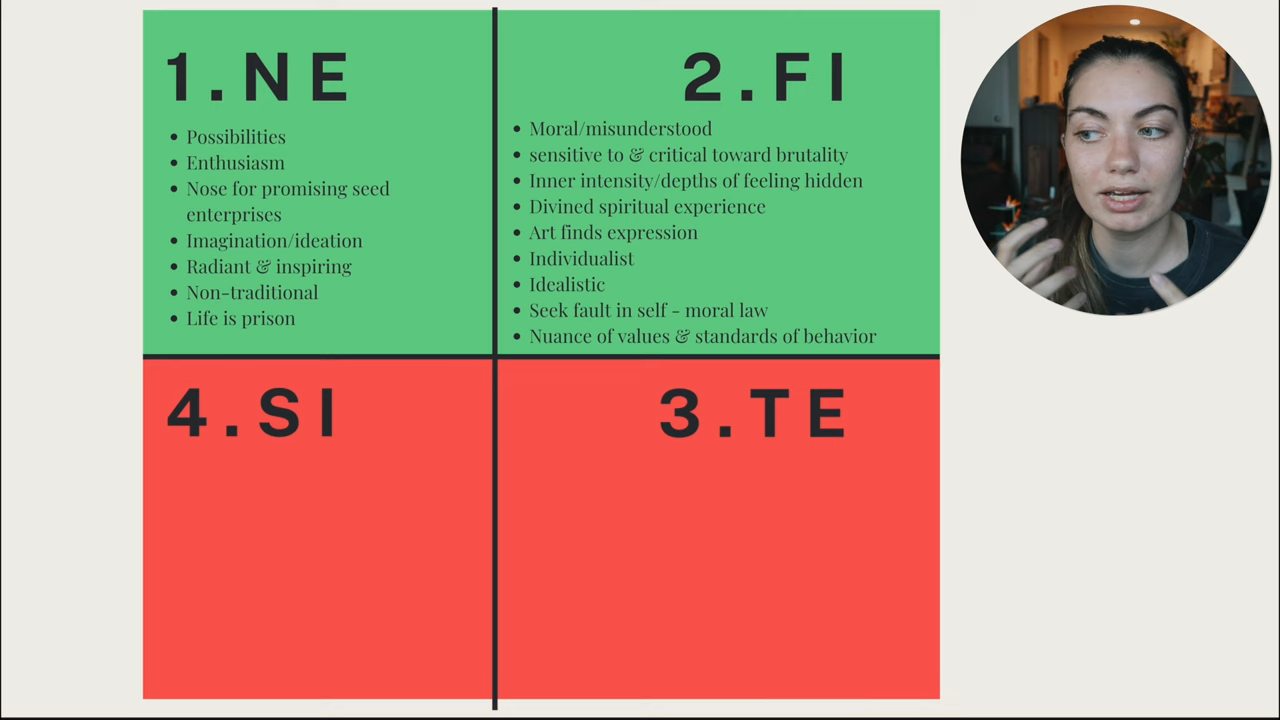 1.NE
• Possibilities
• Enthusiasm
• Nose for promising seed
enterprises
• Imagination/ideation
• Radiant & inspiring
• Non-traditional
• Life is prison
2.FI
• Moral/misunderstood
• sensitive to & critical toward brutality
• Inner intensity/depths of feeling hidden
• Divined spiritual experience
• Art finds expression
• Individualist
• Idealistic
• Seek fault in self - moral law
• Nuance of values & standards of behavior
4.SI
3.TE